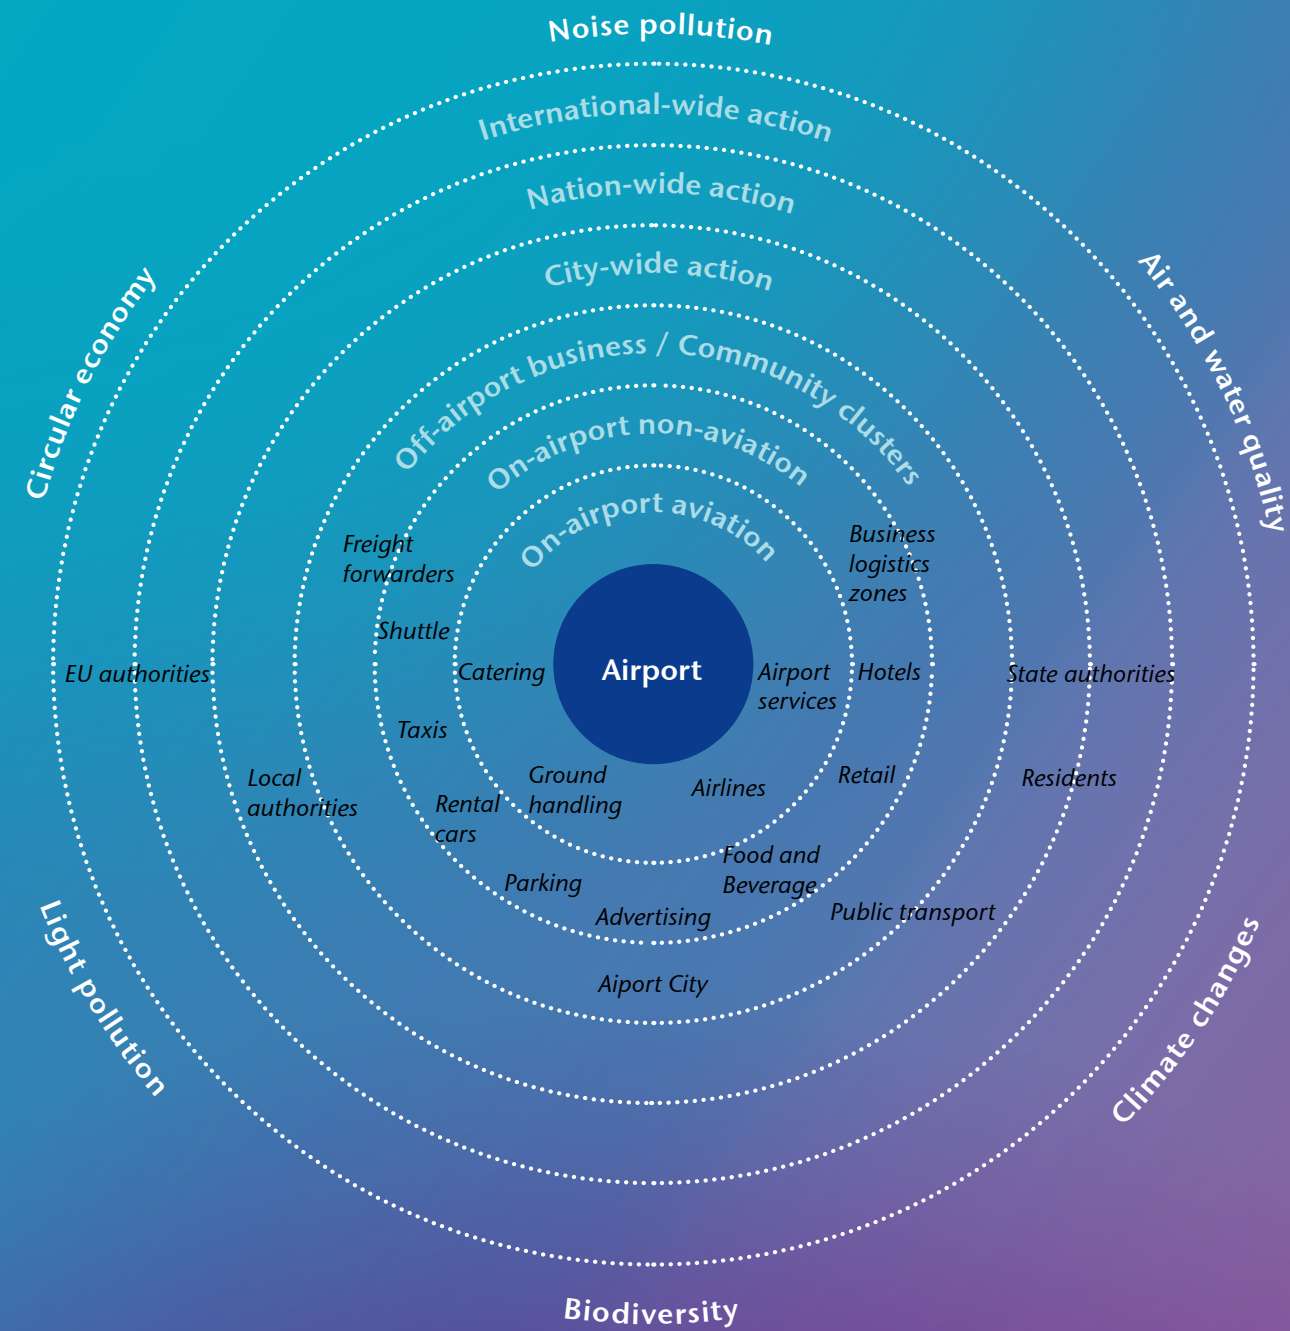 Noise pollution
International-wide action
Nation-wide action
City-wide action
Off-airport business / Community clusters
On-airport non-aviation
On-airport aviation
Circular economy
Air and water quality
Freight
forwarders
Business
logistics
zones
Shuttle
EU authorities
Catering
Airport
Airport
services
Hotels
State authorities
Taxis
Local
authorities
Rental
cars
Ground
handling
Airlines
Retail
Residents
Parking
Food and
Beverage
Advertising
Public transport
Aiport City
Light pollution
Climate changes
Biodiversity